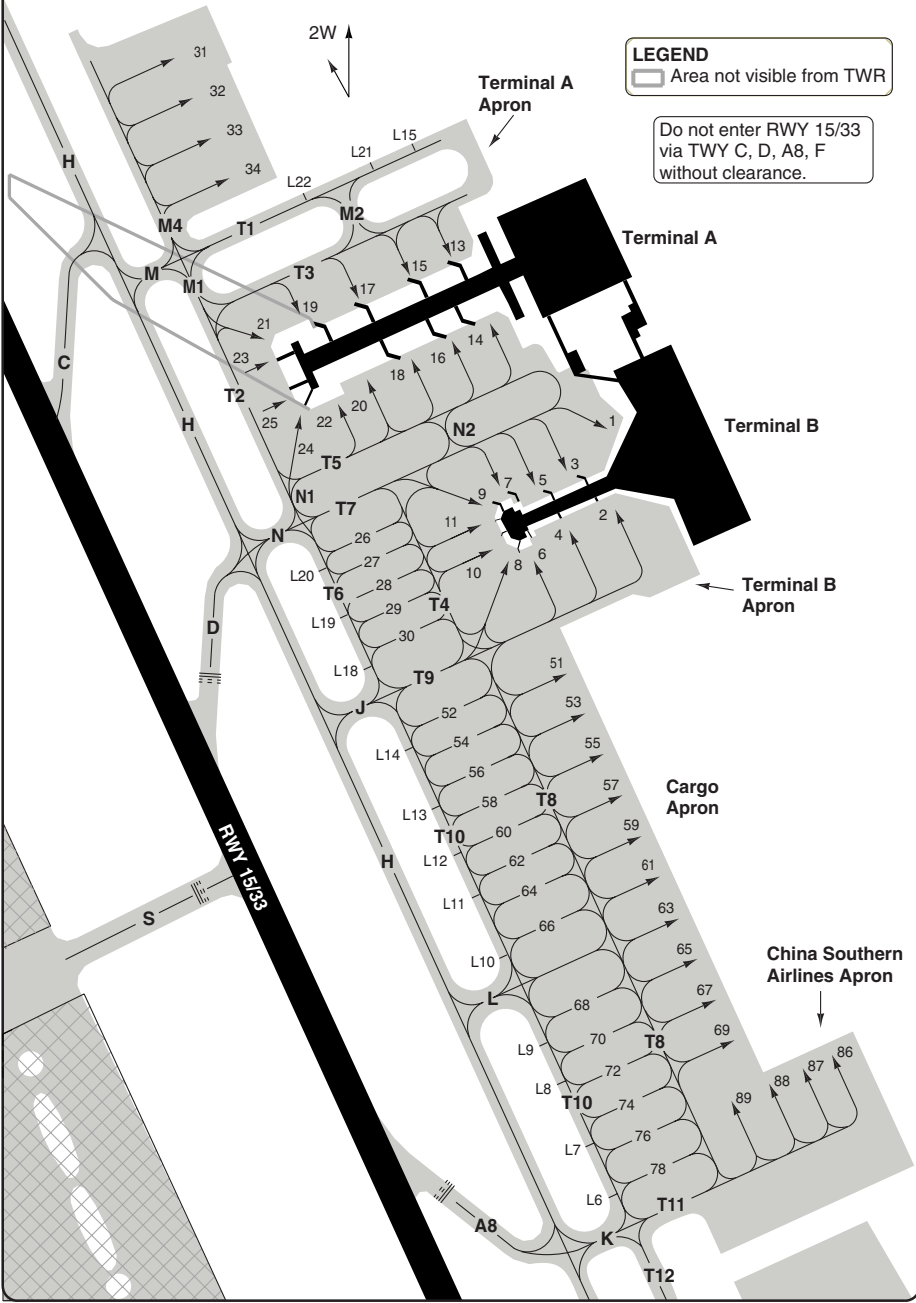 2W
LEGEND
Area not visible from TWR
Do not enter RWY 15/33
via TWY C, D, A8, F
without clearance.
Terminal A
Apron
31
32
33
34
H
L15
L21
L22
M4
T1
M2
Terminal A
M
M1
T3
13
15
17
19
21
14
16
18
20
22
23
T2
25
24
C
H
T5
N2
1
Terminal B
N1
T7
9
7
5
3
2
4
6
8
11
10
N
26
27
28
29
30
L20
T6
L19
T4
Terminal B
Apron
D
L18
T9
J
51
52
53
54
55
56
57
58
L14
L13
T8
Cargo
Apron
T10
59
60
L12
61
62
H
RWY 15/33
L11
63
64
65
66
S
L10
L
67
68
69
China Southern
Airlines Apron
L9
70
T8
86
87
88
89
72
L8
T10
74
76
L7
78
L6
T11
A8
K
T12